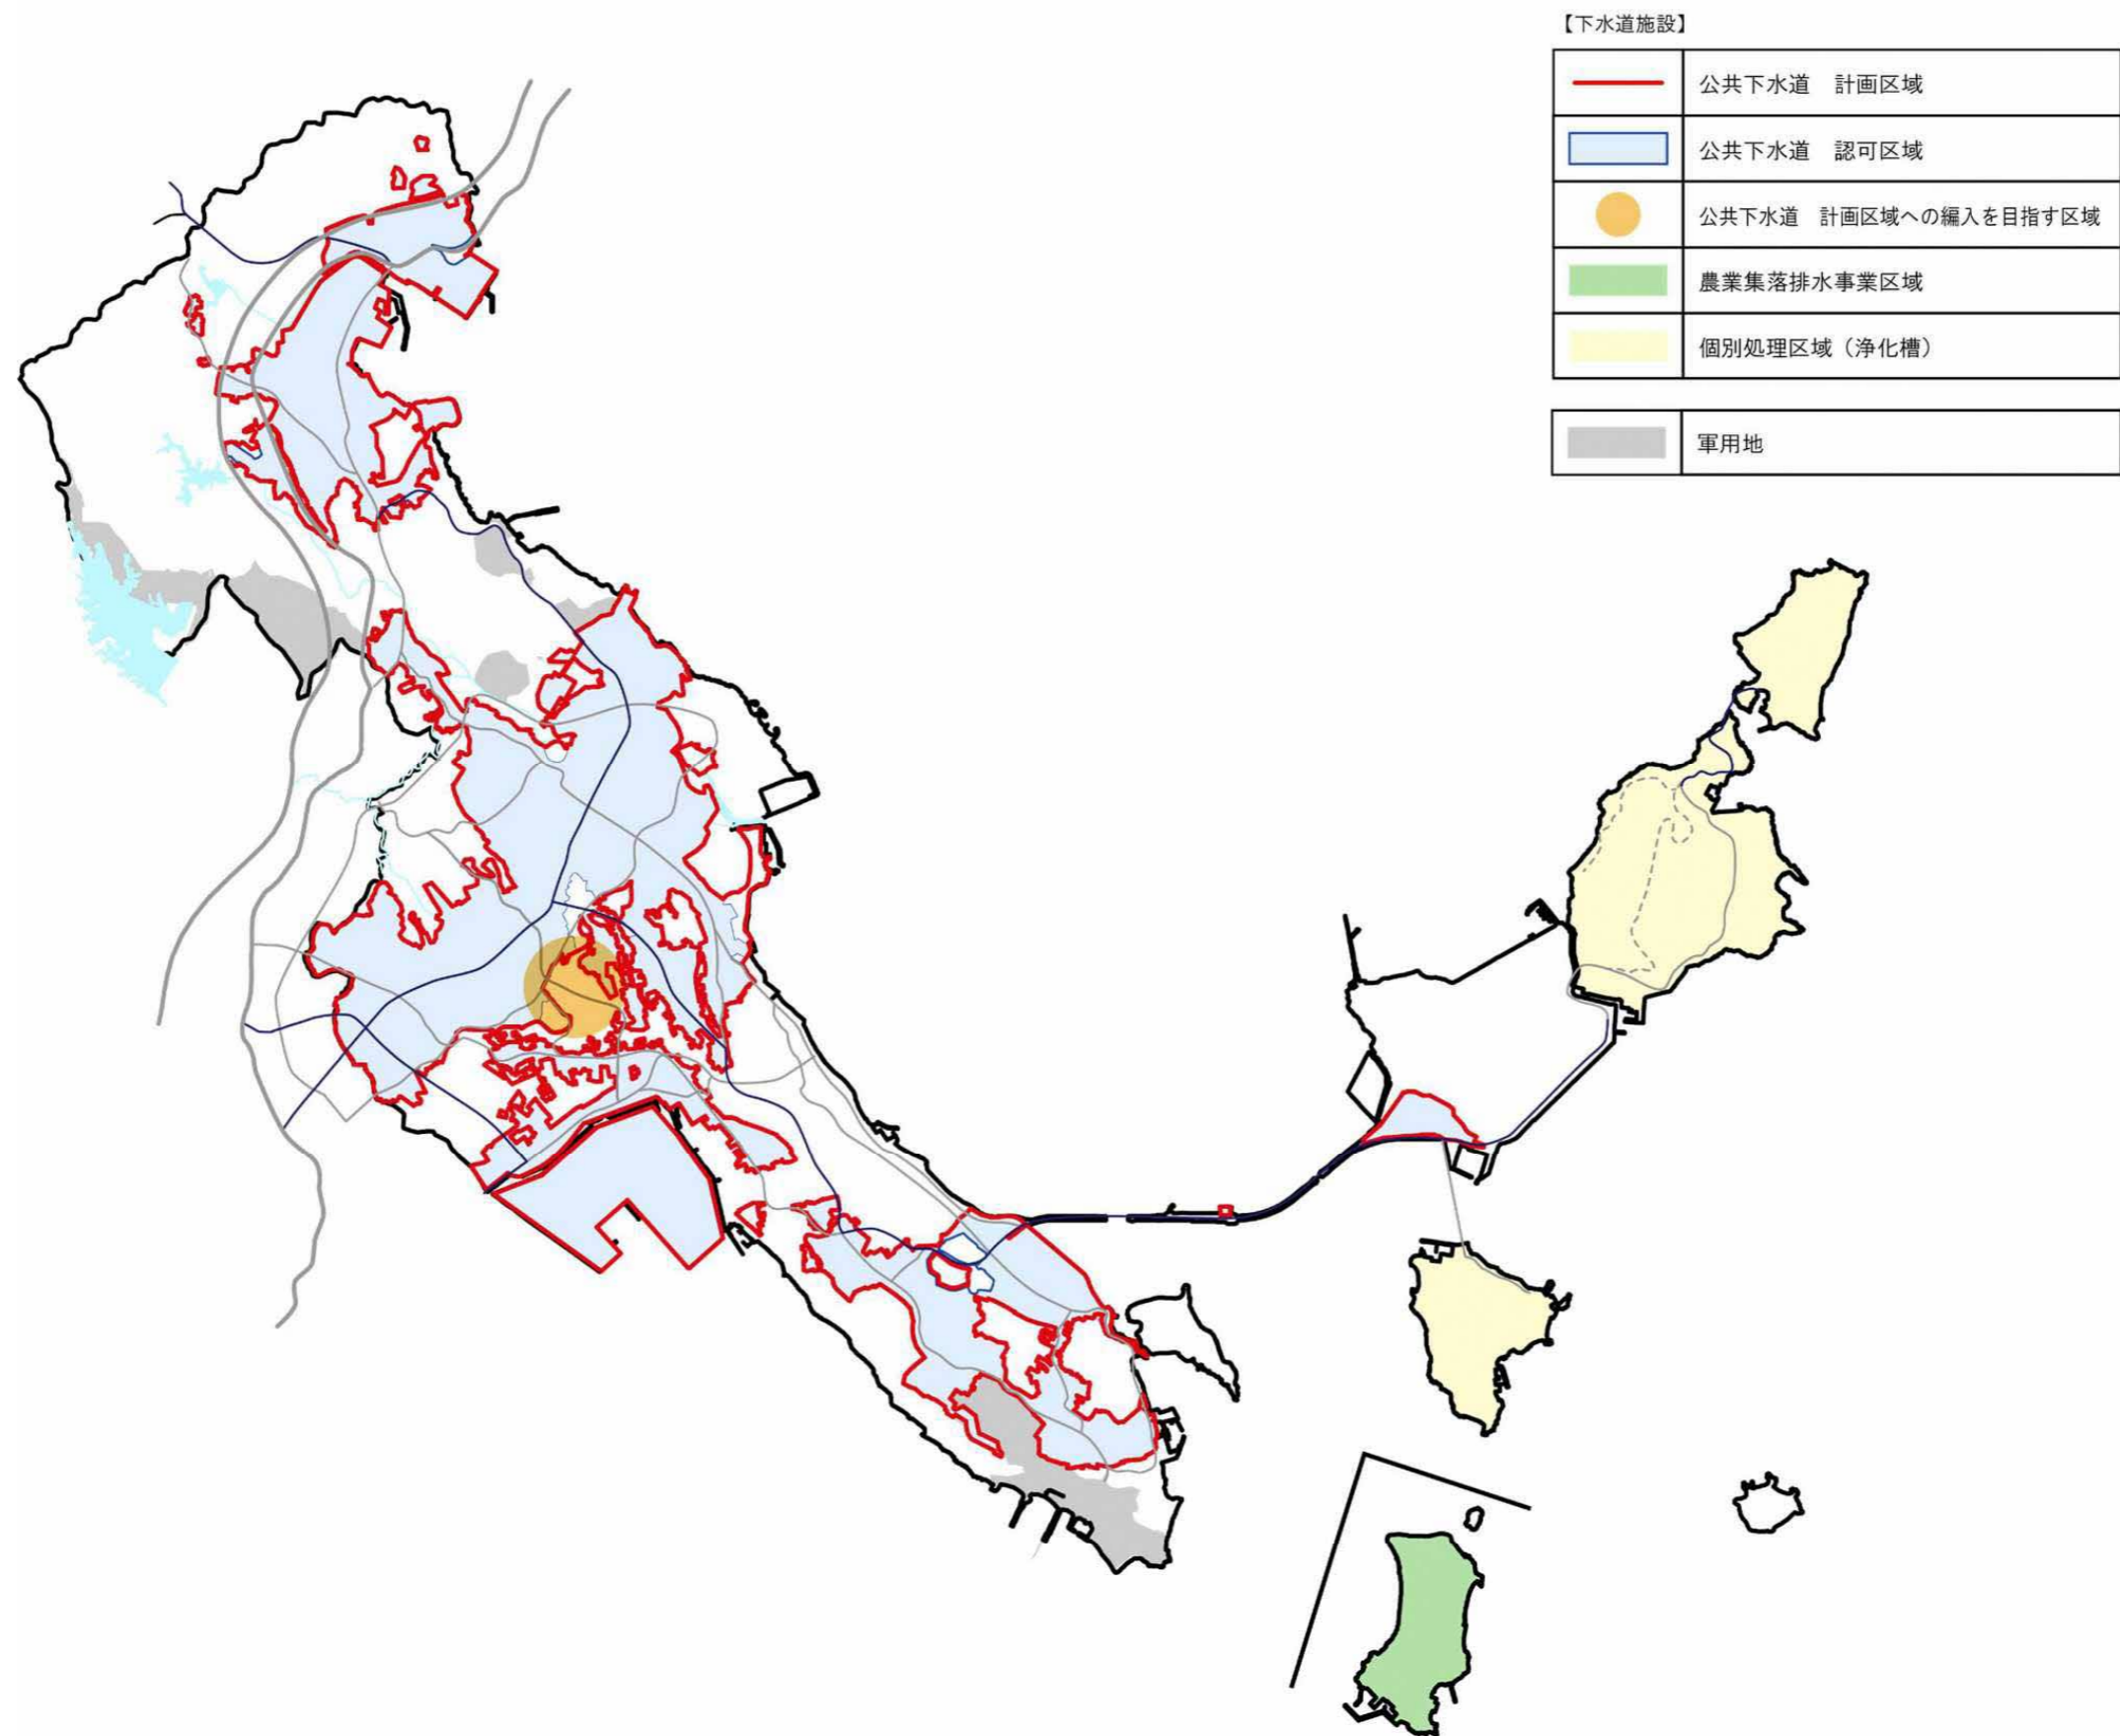 【下水道施設】
公共下水道　計画区域
公共下水道　認可区域
公共下水道　計画区域への編入を目指す区域
農業集落排水事業区域
個別処理区域（浄化槽）
軍用地